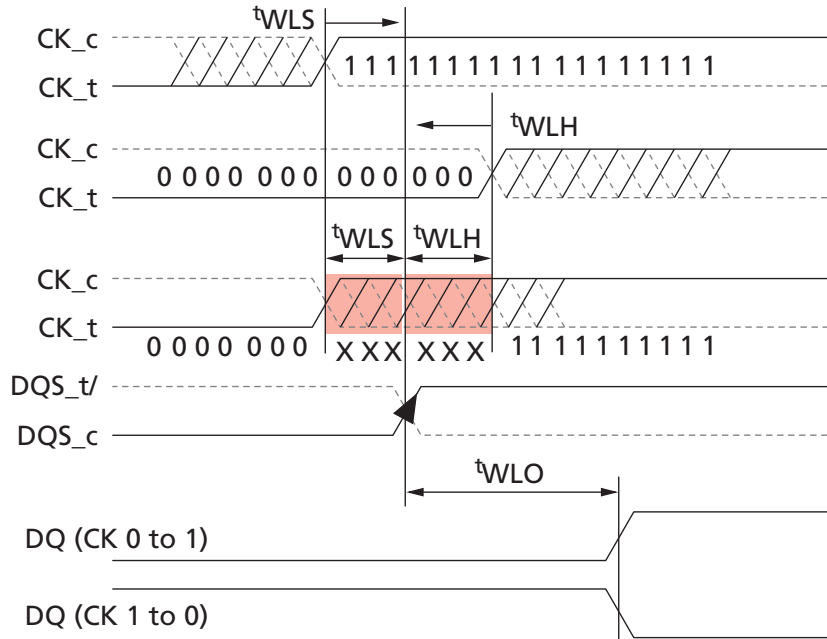 tWLS
CK_c
1 1 1 1 1 1 1 1 1 1 1 1 1 1 1 1
CK_t
tWLH
CK_c
0 0 0 0 0 0 0 0 0 0 0 0 0
CK_t
tWLS tWLH
CK_c
CK_t
0 0 0 0 0 0 0 X X X X X X 1 1 1 1 1 1 1 1 1
DQS_t/
DQS_c
tWLO
DQ (CK 0 to 1)
DQ (CK 1 to 0)